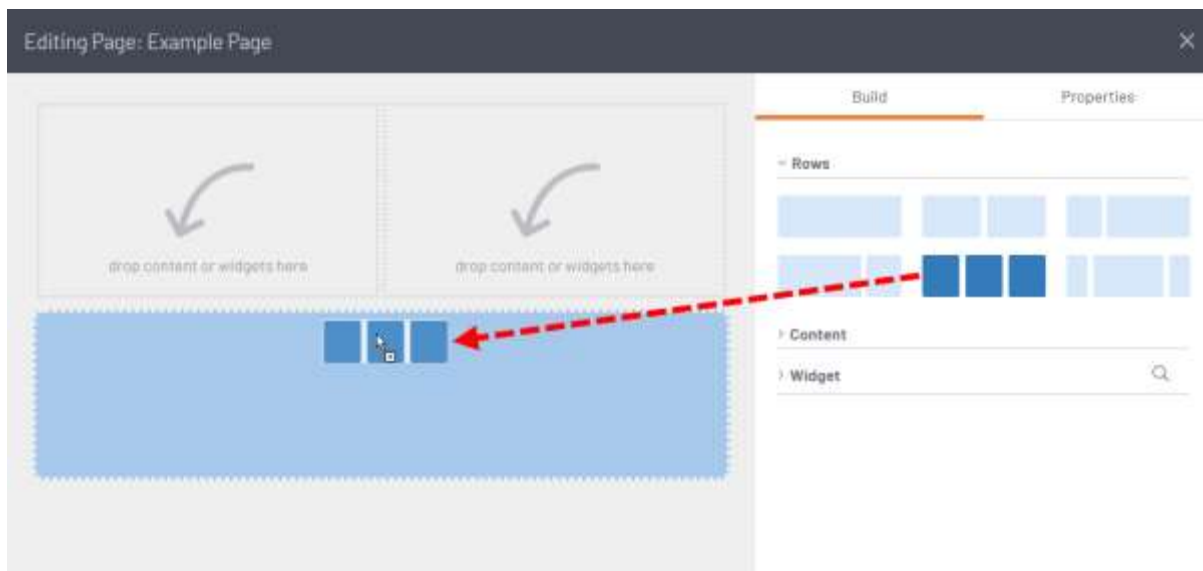 Editing Page: Example Page
Build Properties
Rows
drop content or widgets here drop content or widgets here
Content
Widget